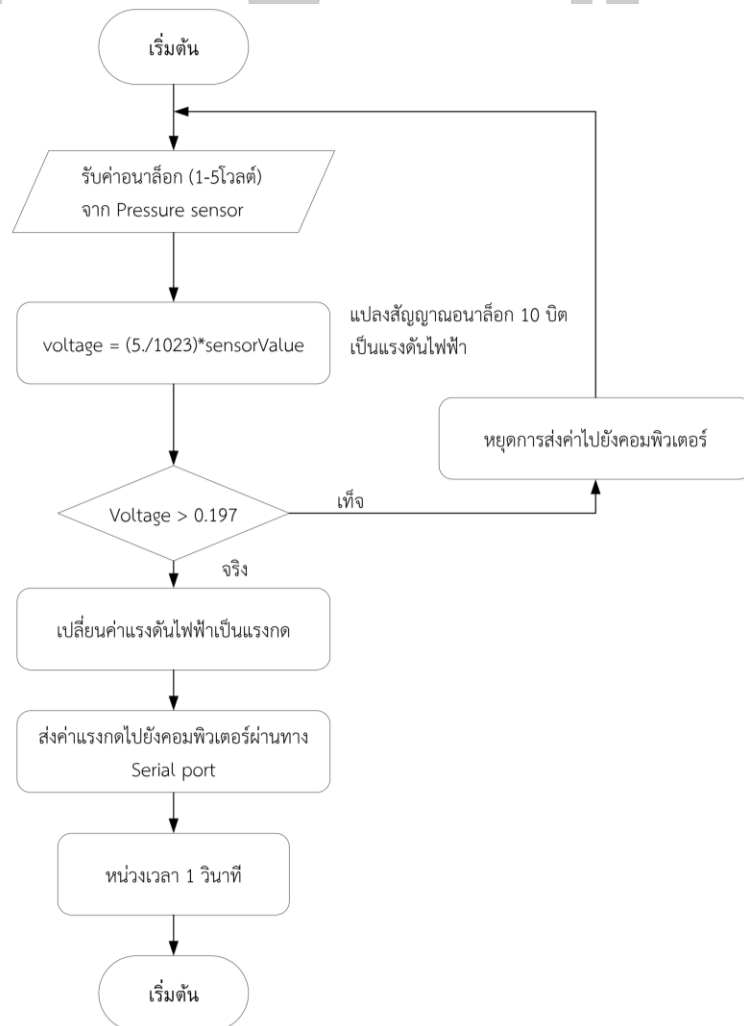 เริ่มต้น
รับค่าอนาล็อก (1-5โวลต์)
จาก Pressure sensor
voltage = (5./1023)*sensorValue
แปลงสัญญาณอนาล็อก 10 บิต
เป็นแรงดันไฟฟ้า
หยุดการส่งค่าไปยังคอมพิวเตอร์
Voltage > 0.197
เท็จ
จริง
เปลี่ยนค่าแรงดันไฟฟ้าเป็นแรงกด
ส่งค่าแรงกดไปยังคอมพิวเตอร์ผ่านทาง
Serial port
หน่วงเวลา 1 วินาที
เริ่มต้น